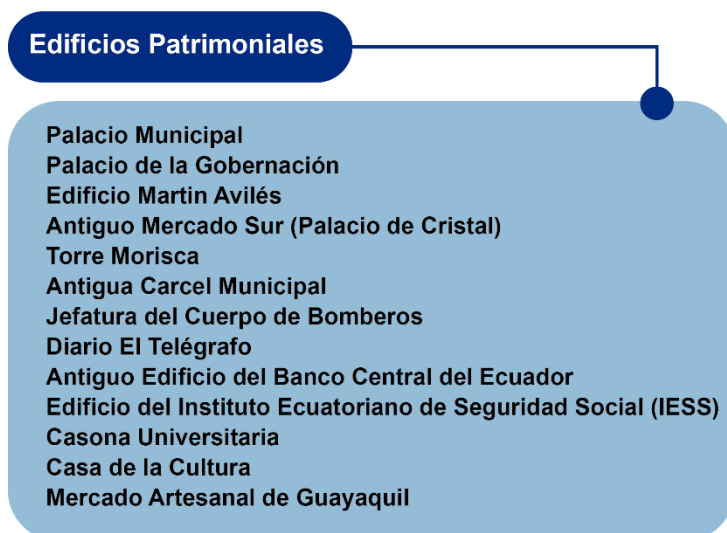 Edificios Patrimoniales
Palacio Municipal
Palacio de la Gobernación
Edificio Martin Avilés
Antiguo Mercado Sur (Palacio de Cristal)
Torre Morisca
Antigua Carcel Municipal
Jefatura del Cuerpo de Bomberos
Diario El Telégrafo
Antiguo Edificio del Banco Central del Ecuador
Edificio del Instituto Ecuatoriano de Seguridad Social (IESS)
Casona Universitaria
Casa de la Cultura
Mercado Artesanal de Guayaquil